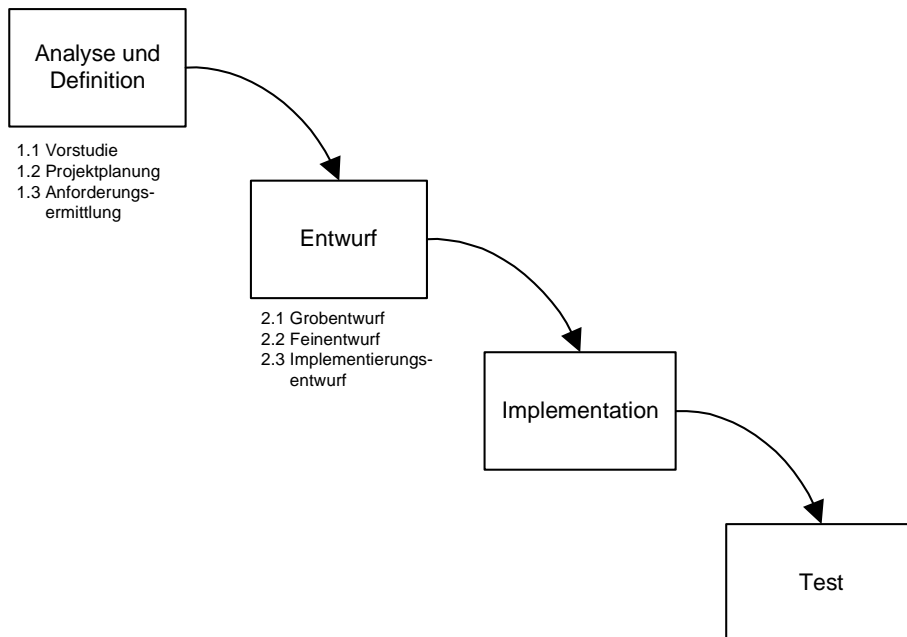 Analyse und
Definition
1.1 Vorstudie
1.2 Projektplanung
1.3 Anforderungs-
ermittlung
Entwurf
2.1 Grobentwurf
2.2 Feinentwurf
2.3 Implementierungs-
entwurf
Implementation
Test